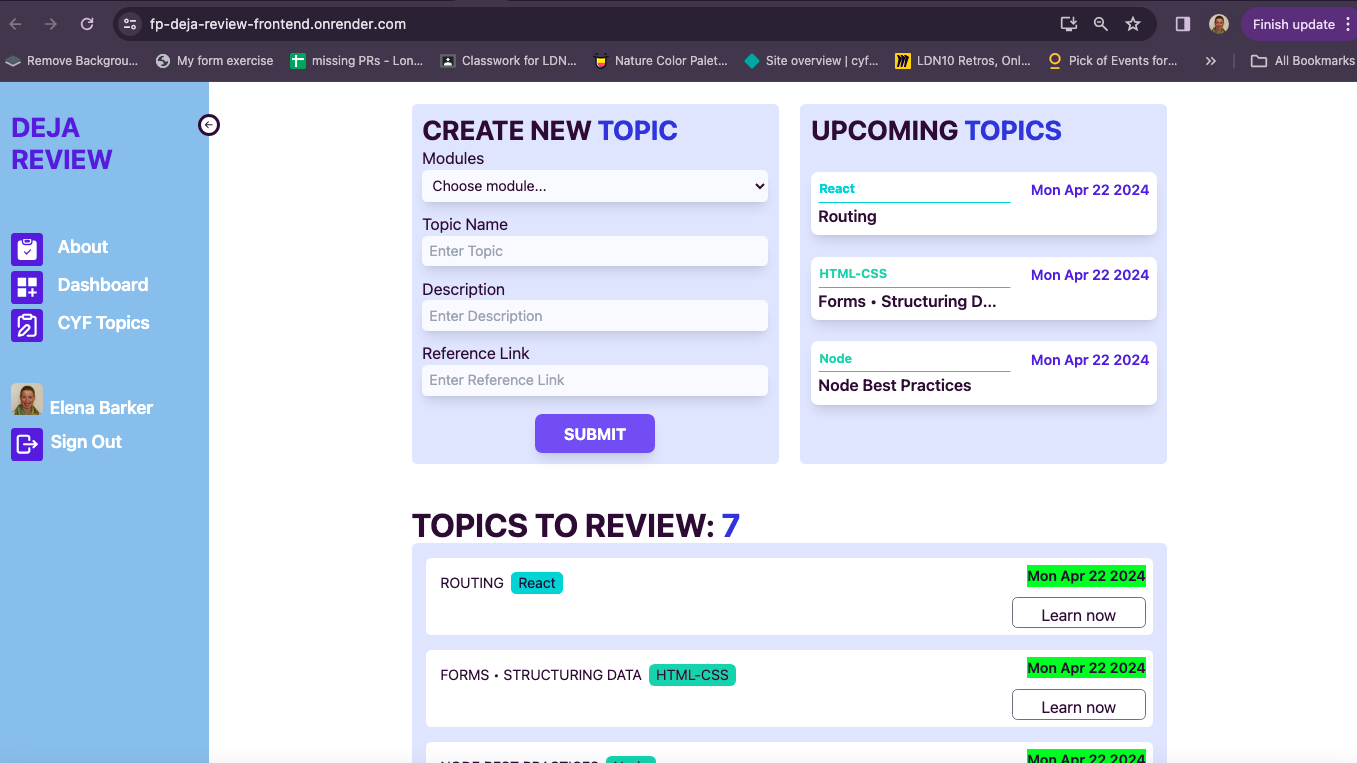 fp-deja-review-frontend.onrender.com
Finish update
Remove Backgrou...
My form exercise
missing PRs - Lon...
Classwork for LDN...
Nature Color Palet...
Site overview | cyf...
LDN10 Retros, Onl...
Pick of Events for...
»
All Bookmarks
DEJA
REVIEW
About
Dashboard
CYF Topics
Elena Barker
Sign Out
CREATE NEW TOPIC
Modules
Choose module...
Topic Name
Enter Topic
Description
Enter Description
Reference Link
Enter Reference Link
SUBMIT
UPCOMING TOPICS
React
Mon Apr 22 2024
Routing
HTML-CSS
Mon Apr 22 2024
Forms • Structuring D...
Node
Mon Apr 22 2024
Node Best Practices
TOPICS TO REVIEW: 7
ROUTING React
Mon Apr 22 2024
Learn now
FORMS • STRUCTURING DATA HTML-CSS
Mon Apr 22 2024
Learn now
NODE BEST PRACTICES Node
Mon Apr 22 2024